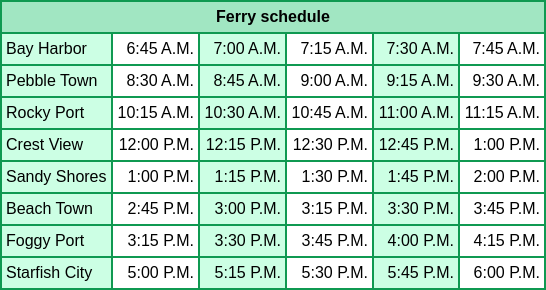 Ferry schedule
Bay Harbor 6:45 A.M. 7:00 A.M. 7:15 A.M. 7:30 A.M. 7:45 A.M.
Pebble Town 8:30 A.M. 8:45 A.M. 9:00 A.M. 9:15 A.M. 9:30 A.M.
Rocky Port 10:15 A.M. 10:30 A.M. 10:45 A.M. 11:00 A.M. 11:15 A.M.
Crest View 12:00 P.M. 12:15 P.M. 12:30 P.M. 12:45 P.M. 1:00 P.M.
Sandy Shores 1:00 P.M. 1:15 P.M. 1:30 P.M. 1:45 P.M. 2:00 P.M.
Beach Town 2:45 P.M. 3:00 P.M. 3:15 P.M. 3:30 P.M. 3:45 P.M.
Foggy Port 3:15 P.M. 3:30 P.M. 3:45 P.M. 4:00 P.M. 4:15 P.M.
Starfish City 5:00 P.M. 5:15 P.M. 5:30 P.M. 5:45 P.M. 6:00 P.M.